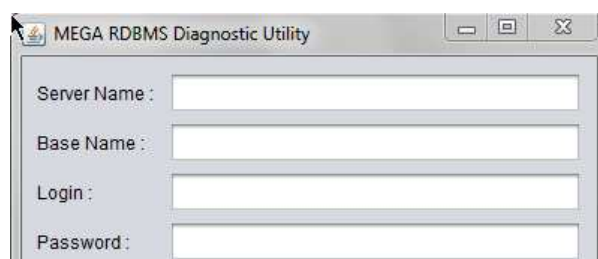 MEGA RDBMS Diagnostic Utility
Server Name :
Base Name :
Login :
Password :